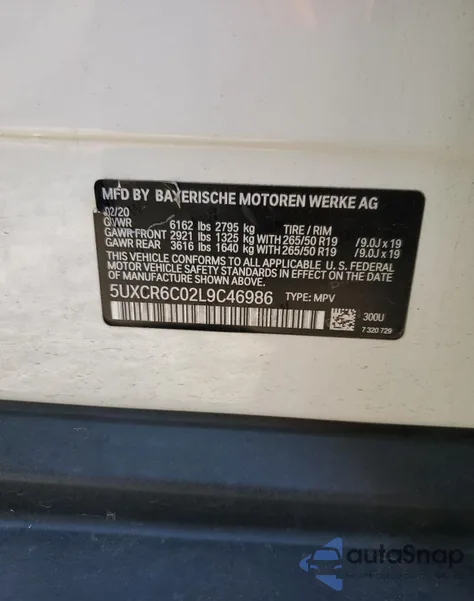 MFD BY BAYERISCHE MOTOREN WERKE AG
02/20
GVWR 6162 lbs 2795 kg TIRE / RIM
GAWR FRONT 2921 lbs 1325 kg WITH 265/50 R19 /9.0J x 19
GAWR REAR 3616 lbs 1640 kg WITH 265/50 R19 /9.0J x 19
THIS VEHICLE CONFORMS TO ALL APPLICABLE U.S. FEDERAL
MOTOR VEHICLE SAFETY STANDARDS IN EFFECT ON THE DATE
OF MANUFACTURE SHOWN ABOVE.
5UXCR6C02L9C46986 TYPE: MPV
300U
7 320 729
autoSnap